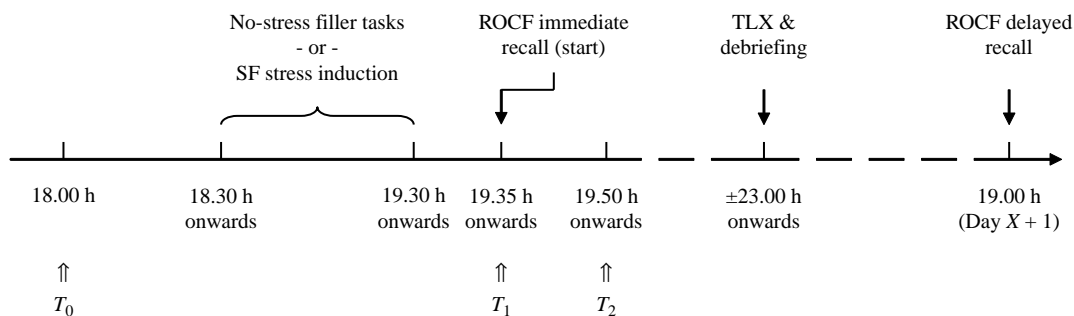 No-stress filler tasks
- or -
SF stress induction
ROCF immediate
recall (start)
TLX &
debriefing
ROCF delayed
recall
18.00 h
18.30 h
onwards
19.30 h
onwards
19.35 h
onwards
19.50 h
onwards
±23.00 h
onwards
19.00 h
(Day X + 1)
⇑ ⇑ ⇑
T0 T1 T2